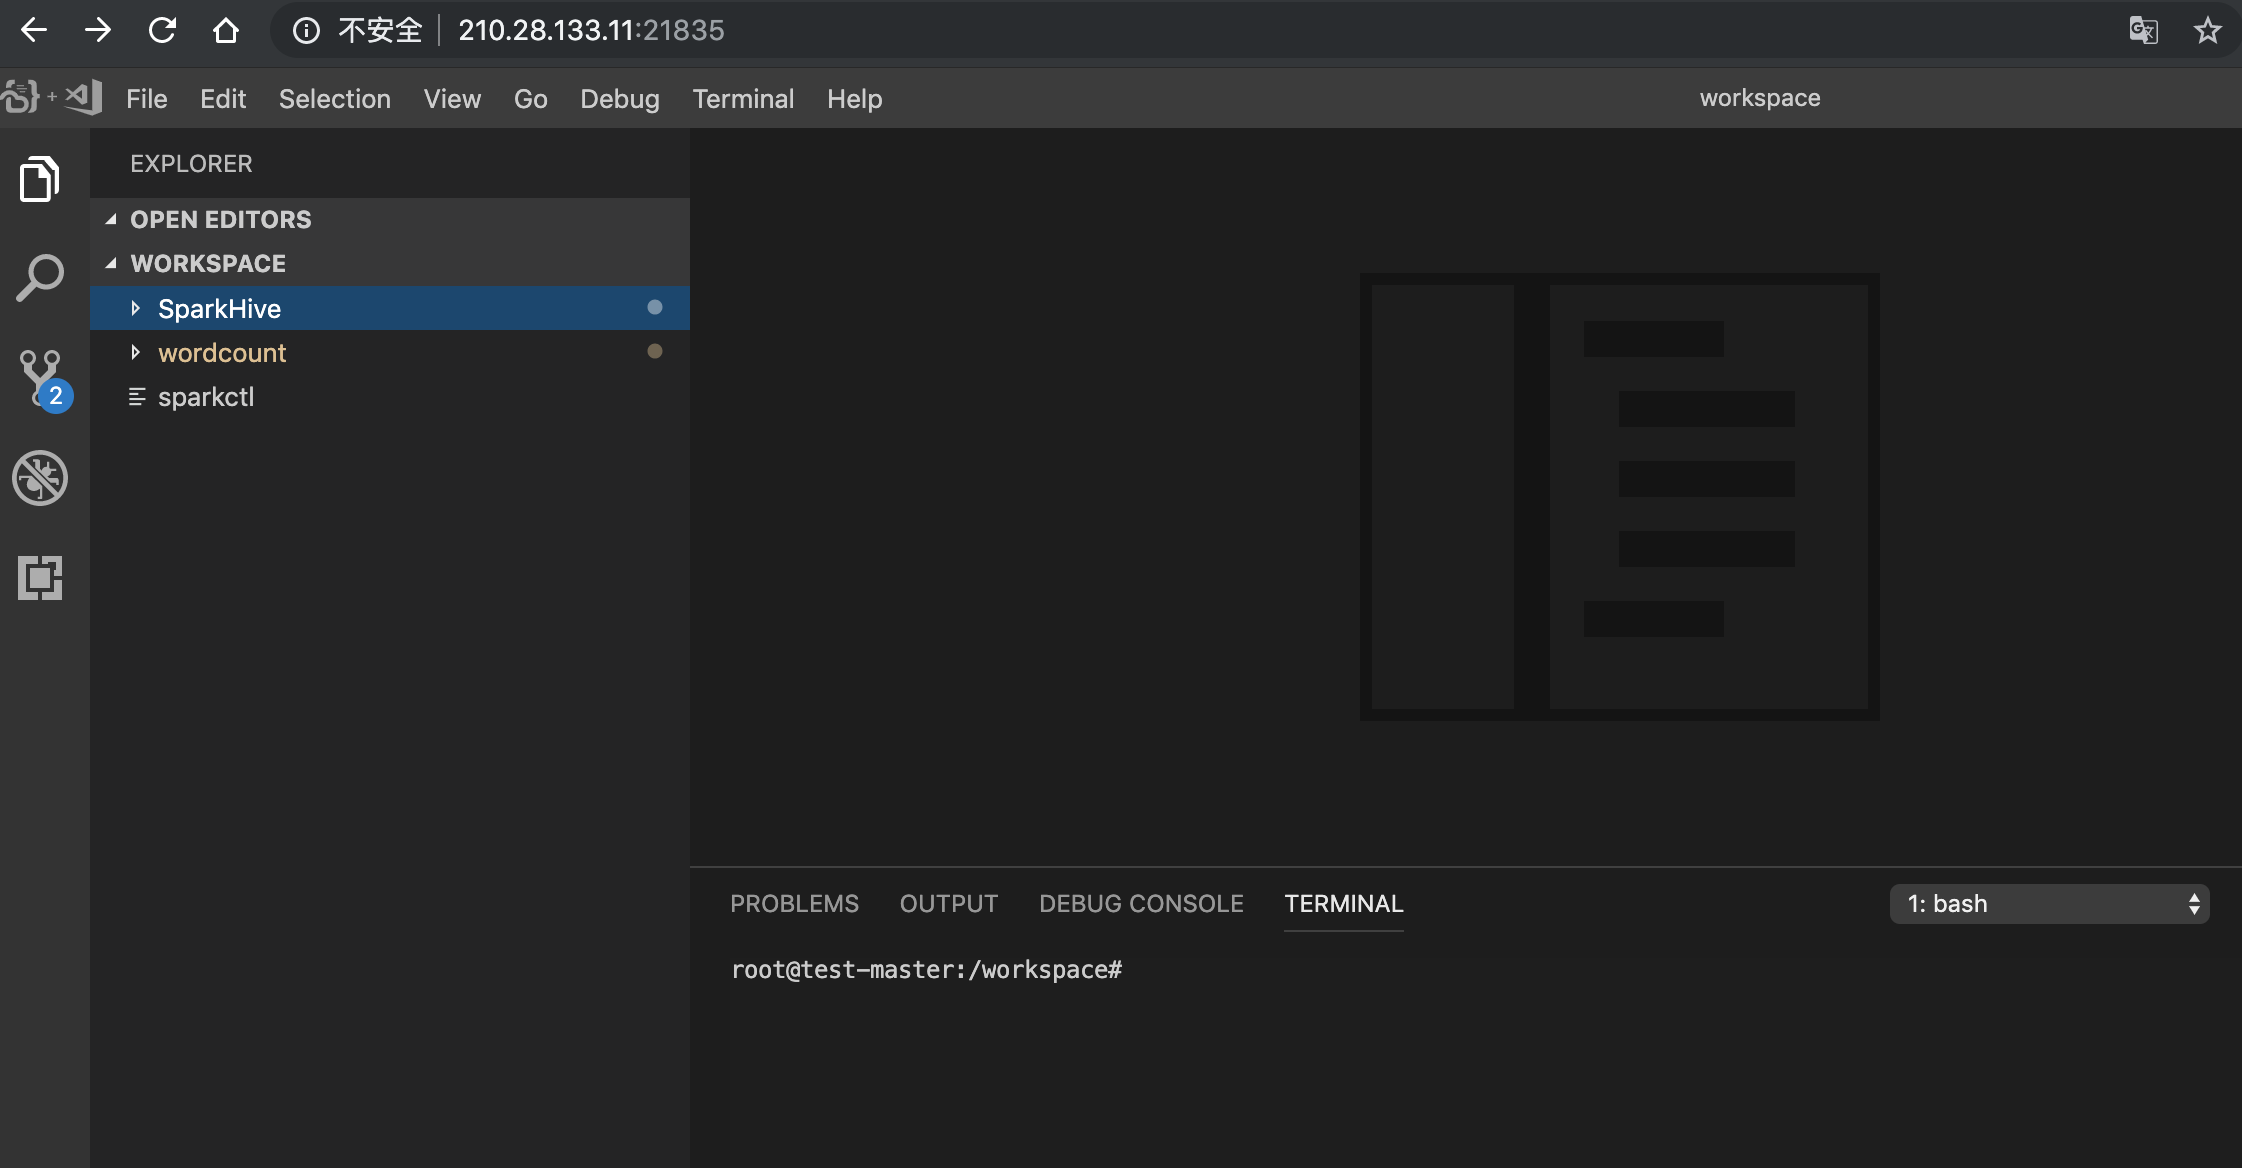 不安全 210.28.133.11:21835
File Edit Selection View Go Debug Terminal Help workspace
EXPLORER
OPEN EDITORS
WORKSPACE
SparkHive
wordcount
2
sparkctl
PROBLEMS OUTPUT DEBUG CONSOLE TERMINAL 1: bash
root@test-master:/workspace#